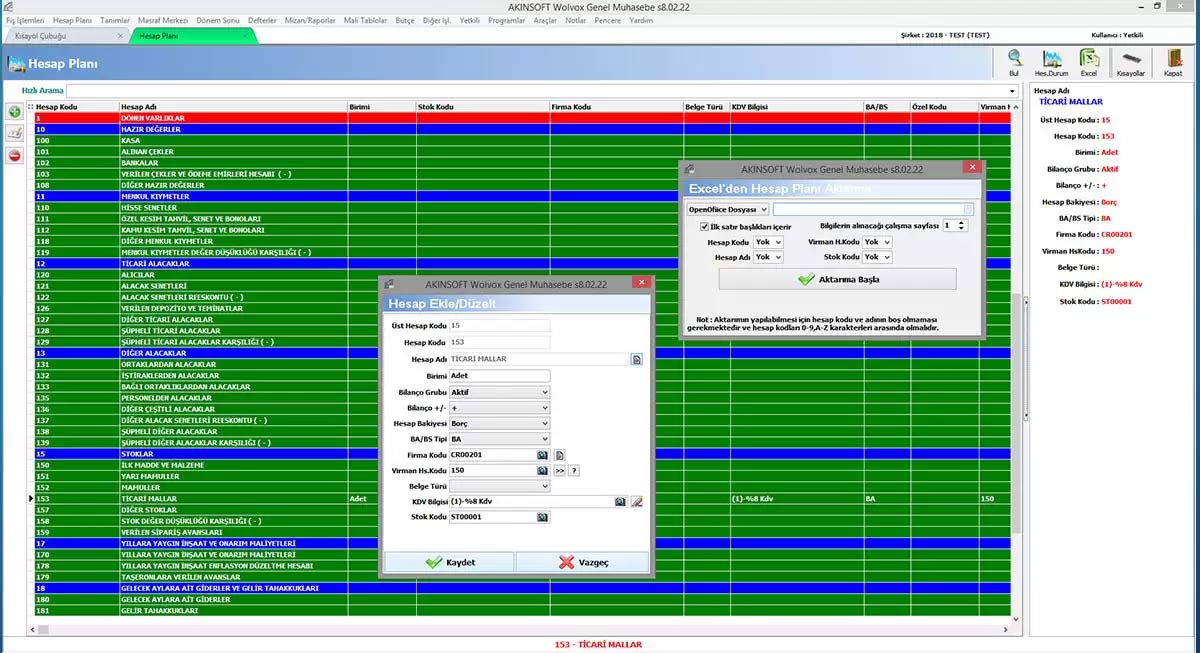 AKINSOFT Wolvox Genel Muhasebe s8.02.22
Fiş İşlemleri Hesap Planı Tanımlar Masraf Merkezi Dönem Sonu Defterler Mizan/Raporlar Mali Tablolar Bütçe Diğer İşl. Yetkili Programlar Araçlar Notlar Pencere Yardım
Kısayol Çubuğu Hesap Planı Şirket : 2018 - TEST (TEST) Kullanıcı : Yetkili
Hesap Planı
Bul Hes.Durum Excel Kısayollar Kapat
Hızlı Arama
Hesap Kodu Hesap Adı Birimi Stok Kodu Firma Kodu Belge Türü KDV Bilgisi BA/BS Özel Kodu Virman H
1 DÖNEN VARLIKLAR
10 HAZIR DEĞERLER
100 KASA
101 ALINAN ÇEKLER
102 BANKALAR
103 VERİLEN ÇEKLER VE ÖDEME EMİRLERİ HESABI ( - )
108 DİĞER HAZIR DEĞERLER
11 MENKUL KIYMETLER
110 HİSSE SENETLER
111 ÖZEL KESİM TAHVİL, SENET VE BONOLARI
112 KAMU KESİM TAHVİL, SENET VE BONOLARI
118 DİĞER MENKUL KIYMETLER
119 MENKUL KIYMETLER DEĞER DÜŞÜKLÜĞÜ KARŞILIĞI ( - )
12 TİCARİ ALACAKLAR
120 ALICILAR
121 ALACAK SENETLERİ
122 ALACAK SENETLERİ REESKONTU ( - )
126 VERİLEN DEPOZİTO VE TEMİNATLAR
127 DİĞER TİCARİ ALACAKLAR
128 ŞÜPHELİ TİCARİ ALACAKLAR
129 ŞÜPHELİ TİCARİ ALACAKLAR KARŞILIĞI ( - )
13 DİĞER ALACAKLAR
131 ORTAKLARDAN ALACAKLAR
132 İŞTİRAKLERDEN ALACAKLAR
133 BAĞLI ORTAKLIKLARDAN ALACAKLAR
135 PERSONELDEN ALACAKLAR
136 DİĞER ÇEŞİTLİ ALACAKLAR
137 DİĞER ALACAK SENETLERİ REESKONTU ( - )
138 ŞÜPHELİ DİĞER ALACAKLAR
139 ŞÜPHELİ DİĞER ALACAKLAR KARŞILIĞI ( - )
15 STOKLAR
150 İLK MADDE VE MALZEME
151 YARI MAMULLER
152 MAMULLER
153 TİCARİ MALLAR Adet (1)-%8 Kdv BA 150
157 DİĞER STOKLAR
158 STOK DEĞER DÜŞÜKLÜĞÜ KARŞILIĞI ( - )
159 VERİLEN SİPARİŞ AVANSLARI
17 YILLARA YAYGIN İNŞAAT VE ONARIM MALİYETLERİ
170 YILLARA YAYGIN İNŞAAT VE ONARIM MALİYETLERİ
178 YILLARA YAYGIN İNŞAAT ENFLASYON DÜZELTME HESABI
179 TAŞERONLARA VERİLEN AVANSLAR
18 GELECEK AYLARA AİT GİDERLER VE GELİR TAHAKKUKLARI
180 GELECEK AYLARA AİT GİDERLER
181 GELİR TAHAKKUKLARI
153 - TİCARİ MALLAR
AKINSOFT Wolvox Genel Muhasebe s8.02.22
Hesap Ekle/Düzelt
Üst Hesap Kodu 15
Hesap Kodu 153
Hesap Adı TİCARİ MALLAR
Birimi Adet
Bilanço Grubu Aktif
Bilanço +/- +
Hesap Bakiyesi Borç
BA/BS Tipi BA
Firma Kodu CR00201
Virman Hs.Kodu 150 >> ?
Belge Türü
KDV Bilgisi (1)-%8 Kdv
Stok Kodu ST00001
Kaydet Vazgeç
AKINSOFT Wolvox Genel Muhasebe s8.02.22
Excel'den Hesap Planı Aktarma
OpenOffice Dosyası
İlk satır başlıkları içerir Bilgilerin alınacağı çalışma sayfası 1
Hesap Kodu Yok Virman H.Kodu Yok
Hesap Adı Yok Stok Kodu Yok
Aktarıma Başla
Not : Aktarımın yapılabilmesi için hesap kodu ve adının boş olmaması
gerekmektedir ve hesap kodları 0-9,A-Z karakterleri arasında olmalıdır.
Hesap Adı
TİCARİ MALLAR
Üst Hesap Kodu : 15
Hesap Kodu : 153
Birimi : Adet
Bilanço Grubu : Aktif
Bilanço +/- : +
Hesap Bakiyesi : Borç
BA/BS Tipi : BA
Firma Kodu : CR00201
Virman HsKodu : 150
Belge Türü :
KDV Bilgisi : (1)-%8 Kdv
Stok Kodu : ST00001